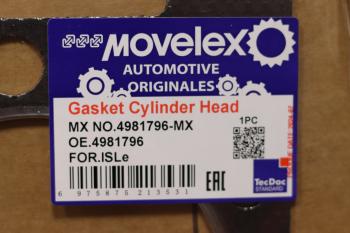 MOVELEX
AUTOMOTIVE
ORIGINALES
Gasket Cylinder Head
MX NO.4981796-MX
1PC
OE.4981796
FOR.ISLe
6 975875 213531
EAC
TecDoc
STANDARD